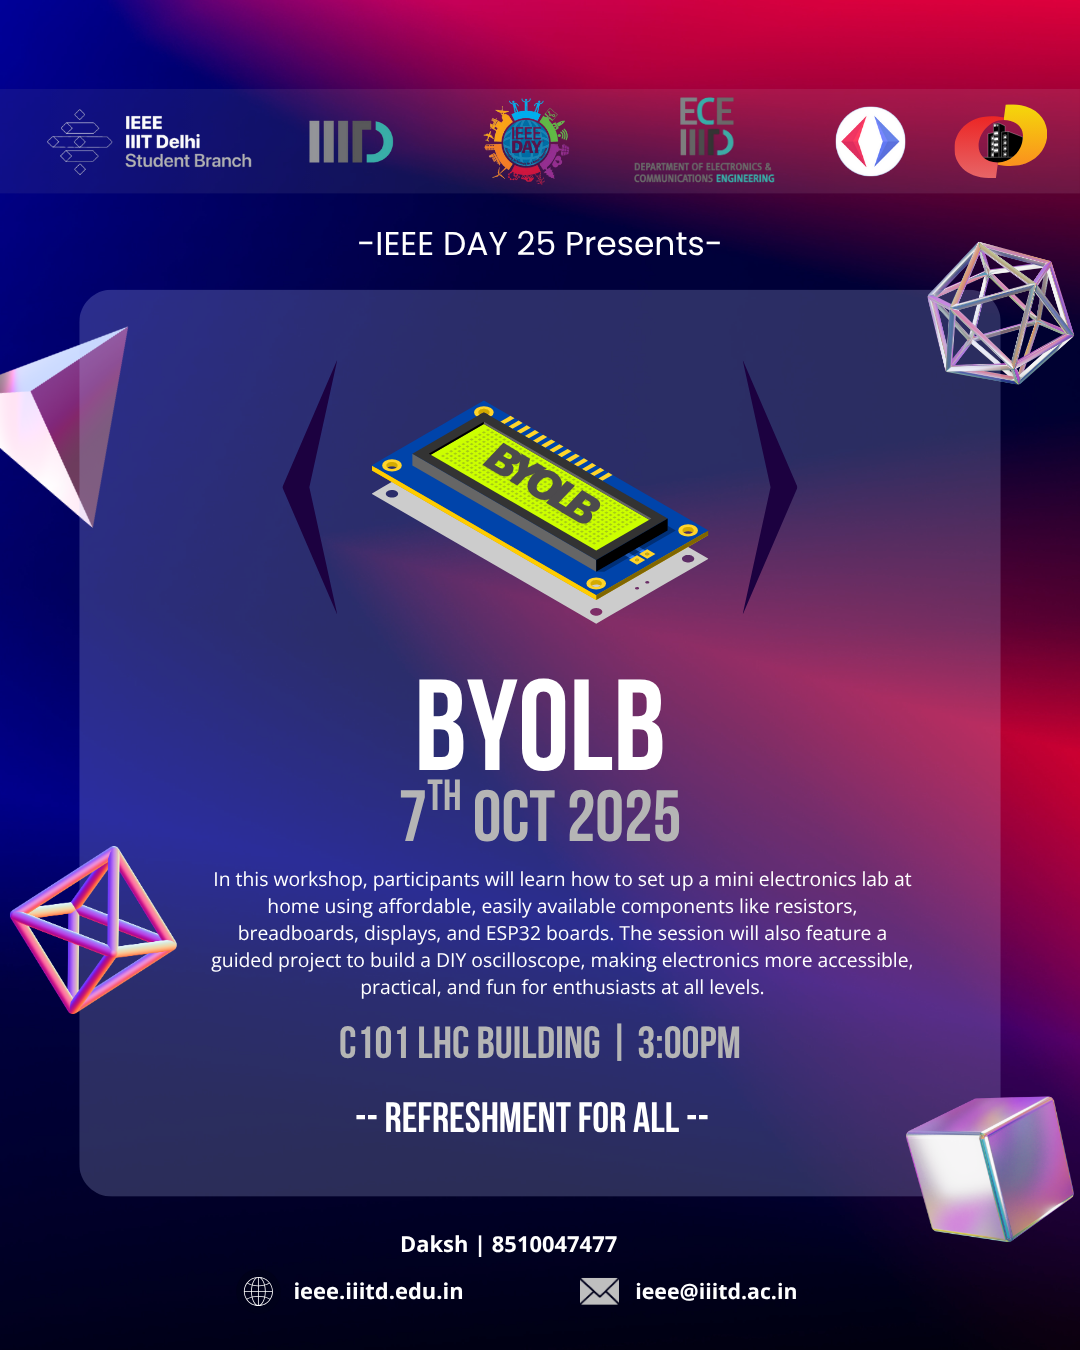 IEEE
IIIT Delhi
Student Branch
IIITD
IEEE
DAY
ECE
IIITD
DEPARTMENT OF ELECTRONICS &
COMMUNICATIONS ENGINEERING
-IEEE DAY 25 Presents-
BYOLB
BYOLB
7TH OCT 2025
In this workshop, participants will learn how to set up a mini electronics lab at
home using affordable, easily available components like resistors,
breadboards, displays, and ESP32 boards. The session will also feature a
guided project to build a DIY oscilloscope, making electronics more accessible,
practical, and fun for enthusiasts at all levels.
C101 LHC BUILDING | 3:00PM
-- REFRESHMENT FOR ALL --
Daksh | 8510047477
ieee.iiitd.edu.in
ieee@iiitd.ac.in